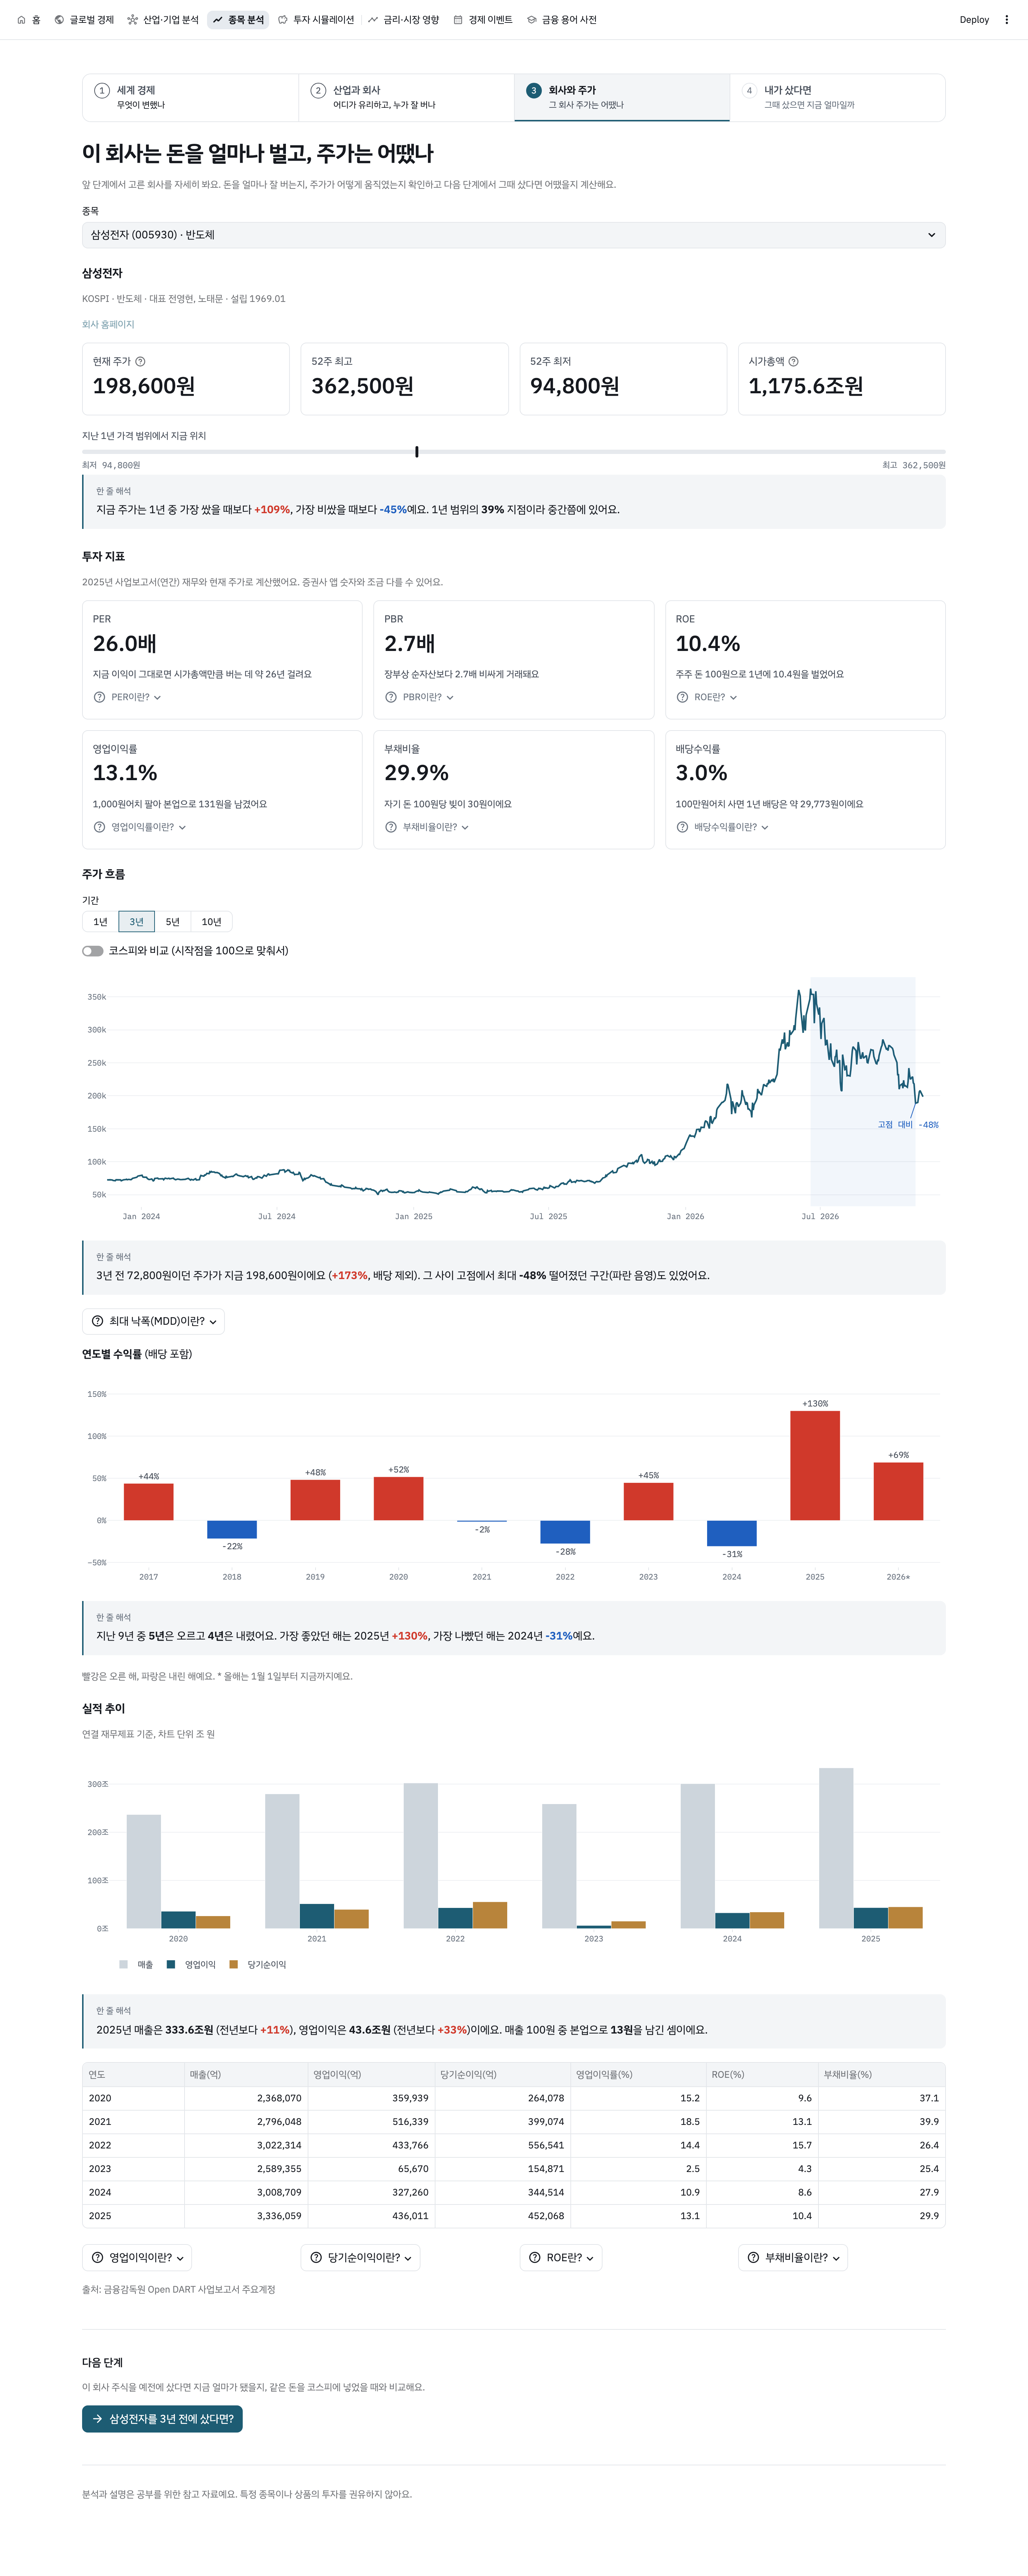 홈 글로벌 경제 산업·기업 분석 종목 분석 투자 시뮬레이션 금리·시장 영향 경제 이벤트 금융 용어 사전 Deploy
1 세계 경제
무엇이 변했나
2 산업과 회사
어디가 유리하고, 누가 잘 버나
3 회사와 주가
그 회사 주가는 어땠나
4 내가 샀다면
그때 샀으면 지금 얼마일까
이 회사는 돈을 얼마나 벌고, 주가는 어땠나
앞 단계에서 고른 회사를 자세히 봐요. 돈을 얼마나 잘 버는지, 주가가 어떻게 움직였는지 확인하고 다음 단계에서 그때 샀다면 어땠을지 계산해요.
종목
삼성전자 (005930) · 반도체
삼성전자
KOSPI · 반도체 · 대표 전영현, 노태문 · 설립 1969.01
회사 홈페이지
현재 주가
198,600원
52주 최고
362,500원
52주 최저
94,800원
시가총액
1,175.6조원
지난 1년 가격 범위에서 지금 위치
최저 94,800원 최고 362,500원
한 줄 해석
지금 주가는 1년 중 가장 쌌을 때보다 +109%, 가장 비쌌을 때보다 -45%예요. 1년 범위의 39% 지점이라 중간쯤에 있어요.
투자 지표
2025년 사업보고서(연간) 재무와 현재 주가로 계산했어요. 증권사 앱 숫자와 조금 다를 수 있어요.
PER
26.0배
지금 이익이 그대로면 시가총액만큼 버는 데 약 26년 걸려요
PER이란?
PBR
2.7배
장부상 순자산보다 2.7배 비싸게 거래돼요
PBR이란?
ROE
10.4%
주주 돈 100원으로 1년에 10.4원을 벌었어요
ROE란?
영업이익률
13.1%
1,000원어치 팔아 본업으로 131원을 남겼어요
영업이익률이란?
부채비율
29.9%
자기 돈 100원당 빚이 30원이에요
부채비율이란?
배당수익률
3.0%
100만원어치 사면 1년 배당은 약 29,773원이에요
배당수익률이란?
주가 흐름
기간
1년 3년 5년 10년
코스피와 비교 (시작점을 100으로 맞춰서)
350k
300k
250k
200k
150k
100k
50k
고점 대비 -48%
Jan 2024 Jul 2024 Jan 2025 Jul 2025 Jan 2026 Jul 2026
한 줄 해석
3년 전 72,800원이던 주가가 지금 198,600원이에요 (+173%, 배당 제외). 그 사이 고점에서 최대 -48% 떨어졌던 구간(파란 음영)도 있었어요.
최대 낙폭(MDD)이란?
연도별 수익률 (배당 포함)
150%
100%
50%
0%
−50%
+44% -22% +48% +52% -2% -28% +45% -31% +130% +69%
2017 2018 2019 2020 2021 2022 2023 2024 2025 2026*
한 줄 해석
지난 9년 중 5년은 오르고 4년은 내렸어요. 가장 좋았던 해는 2025년 +130%, 가장 나빴던 해는 2024년 -31%예요.
빨강은 오른 해, 파랑은 내린 해예요. * 올해는 1월 1일부터 지금까지예요.
실적 추이
연결 재무제표 기준, 차트 단위 조 원
300조
200조
100조
0조
2020 2021 2022 2023 2024 2025
매출 영업이익 당기순이익
한 줄 해석
2025년 매출은 333.6조원 (전년보다 +11%), 영업이익은 43.6조원 (전년보다 +33%)이에요. 매출 100원 중 본업으로 13원을 남긴 셈이에요.
연도 매출(억) 영업이익(억) 당기순이익(억) 영업이익률(%) ROE(%) 부채비율(%)
2020 2,368,070 359,939 264,078 15.2 9.6 37.1
2021 2,796,048 516,339 399,074 18.5 13.1 39.9
2022 3,022,314 433,766 556,541 14.4 15.7 26.4
2023 2,589,355 65,670 154,871 2.5 4.3 25.4
2024 3,008,709 327,260 344,514 10.9 8.6 27.9
2025 3,336,059 436,011 452,068 13.1 10.4 29.9
영업이익이란? 당기순이익이란? ROE란? 부채비율이란?
출처: 금융감독원 Open DART 사업보고서 주요계정
다음 단계
이 회사 주식을 예전에 샀다면 지금 얼마가 됐을지, 같은 돈을 코스피에 넣었을 때와 비교해요.
삼성전자를 3년 전에 샀다면?
분석과 설명은 공부를 위한 참고 자료예요. 특정 종목이나 상품의 투자를 권유하지 않아요.